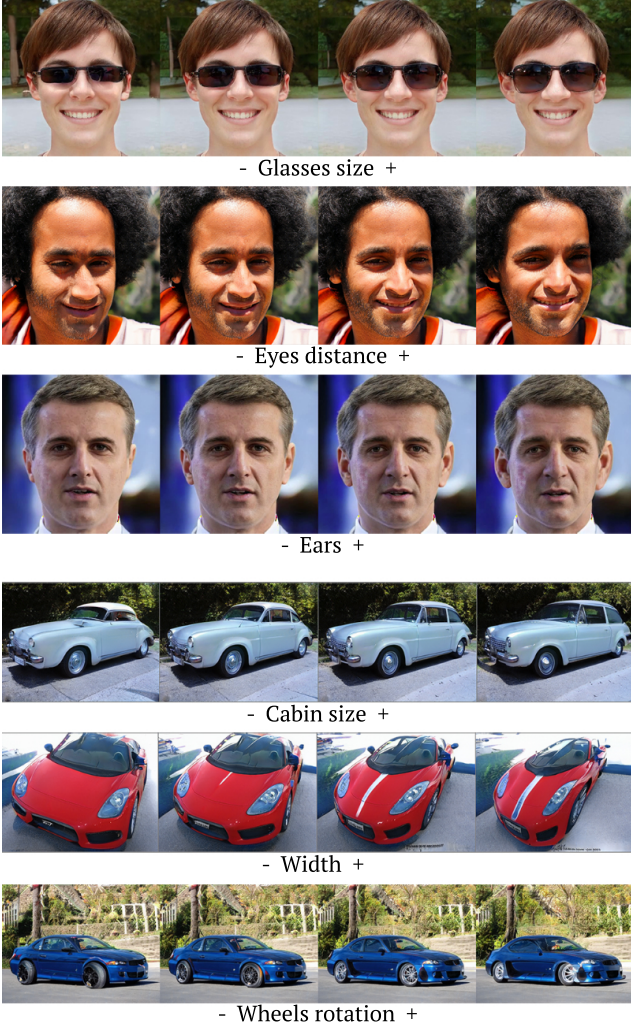 - Glasses size +
- Eyes distance +
- Ears +
- Cabin size +
- Width +
- Wheels rotation +